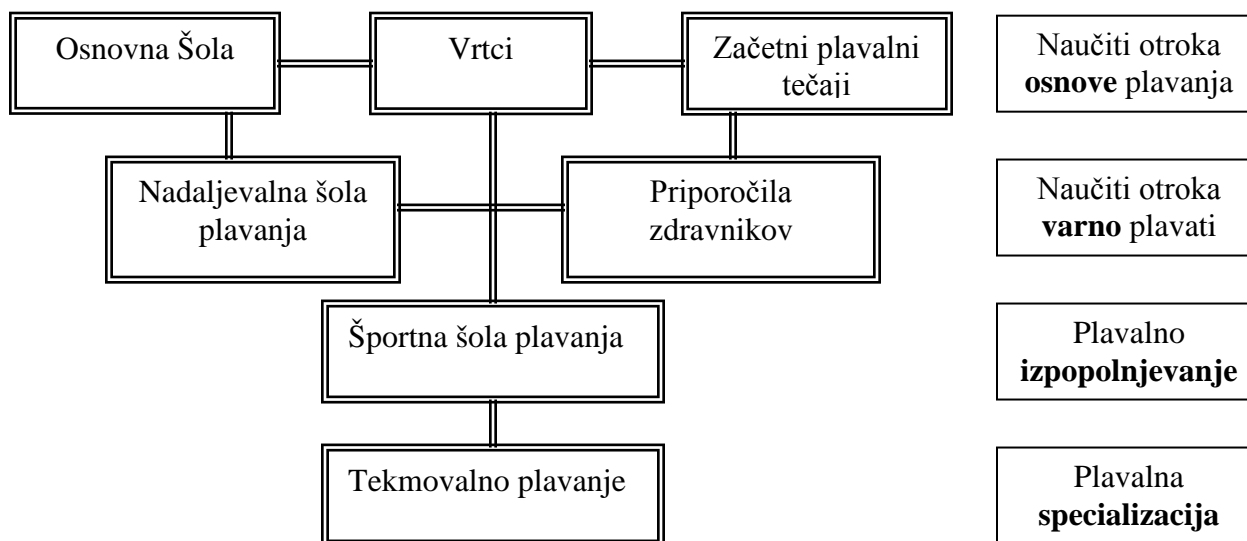 Osnovna Šola
Vrtci
Začetni plavalni
tečaji
Naučiti otroka
osnove plavanja
Nadaljevalna šola
plavanja
Priporočila
zdravnikov
Naučiti otroka
varno plavati
Športna šola plavanja
Plavalno
izpopolnjevanje
Tekmovalno plavanje
Plavalna
specializacija